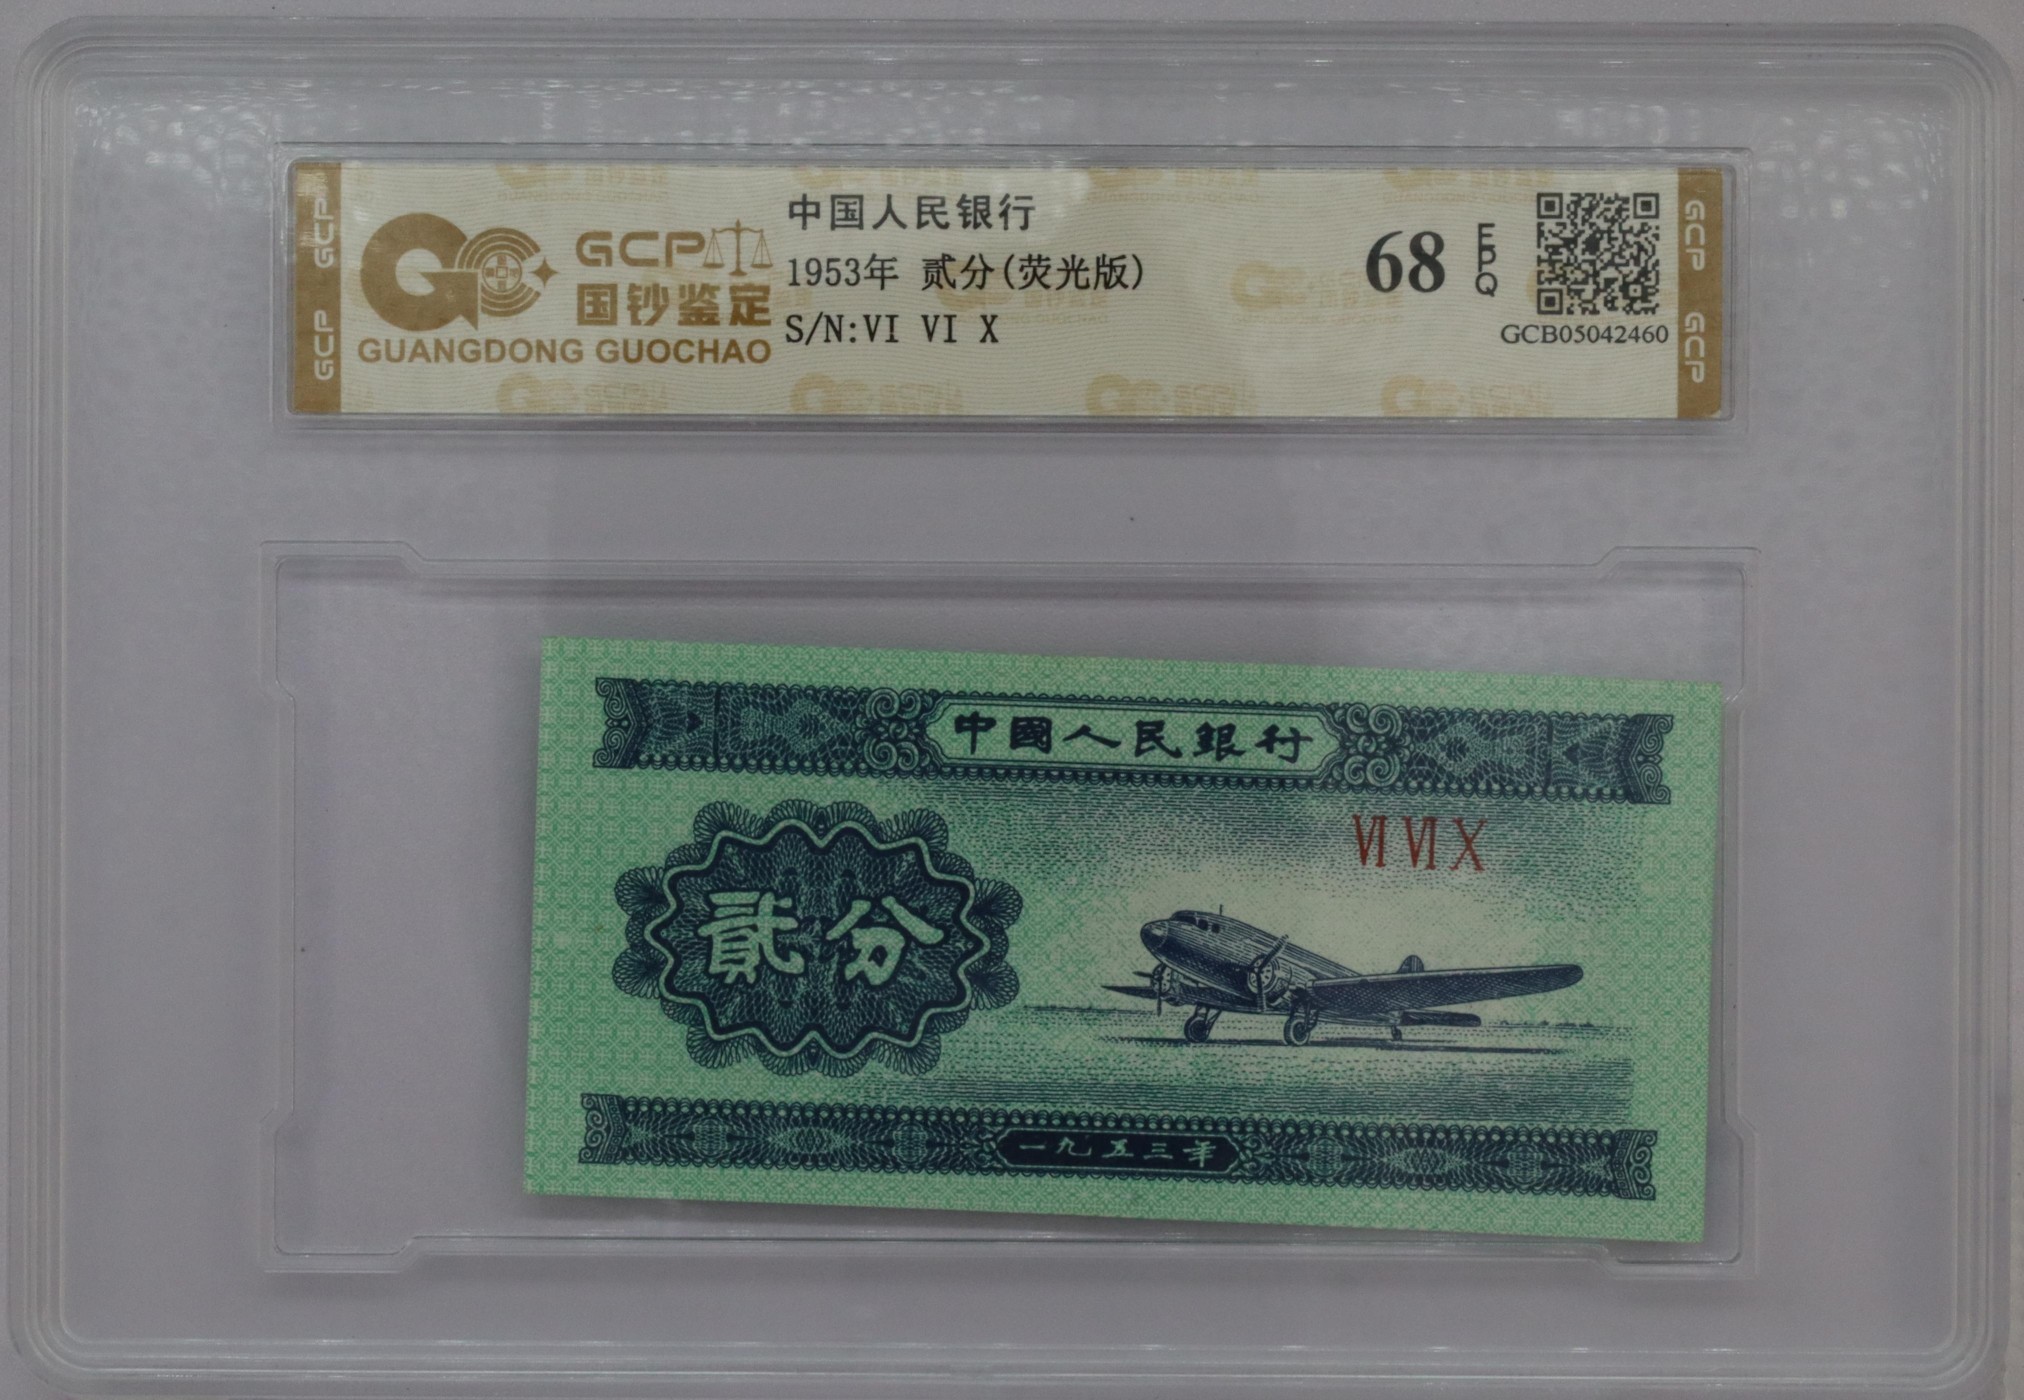 GCP
GCP
GCP
国钞鉴定
GUANGDONG GUOCHAO
中国人民银行
1953年 贰分(荧光版)
S/N:VI VI X
68
EPQ
GCB05042460
GCP
GCP
中國人民銀行
VI VI X
貳分
一九五三年